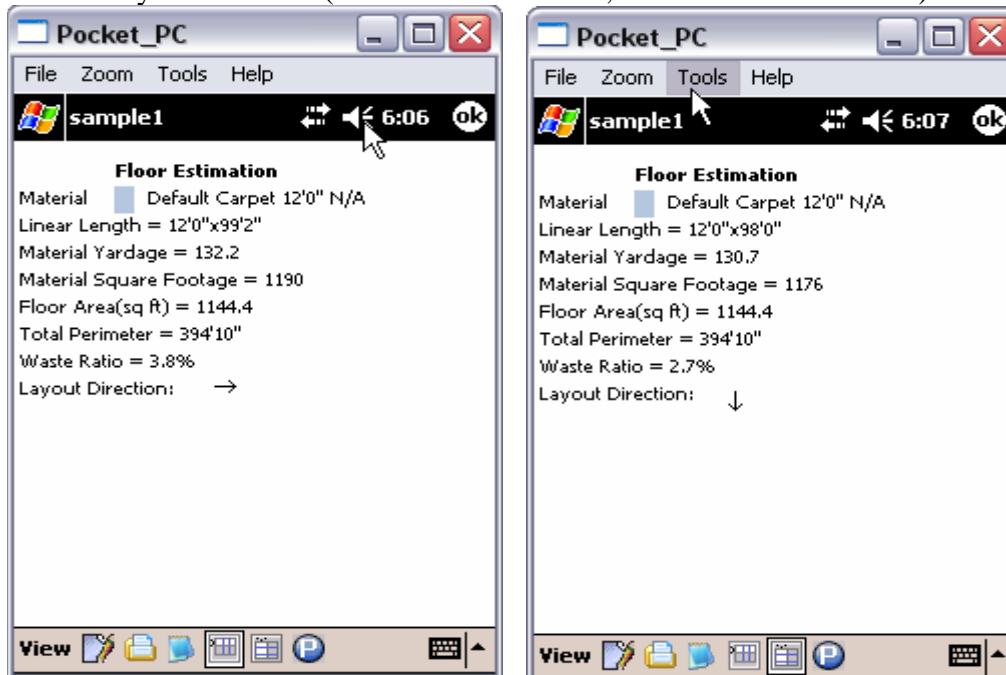 Pocket_PC
File Zoom Tools Help
sample1 6:06 ok
Floor Estimation
Material Default Carpet 12'0" N/A
Linear Length = 12'0"x99'2"
Material Yardage = 132.2
Material Square Footage = 1190
Floor Area(sq ft) = 1144.4
Total Perimeter = 394'10"
Waste Ratio = 3.8%
Layout Direction: →
View
Pocket_PC
File Zoom Tools Help
sample1 6:07 ok
Floor Estimation
Material Default Carpet 12'0" N/A
Linear Length = 12'0"x98'0"
Material Yardage = 130.7
Material Square Footage = 1176
Floor Area(sq ft) = 1144.4
Total Perimeter = 394'10"
Waste Ratio = 2.7%
Layout Direction: ↓
View